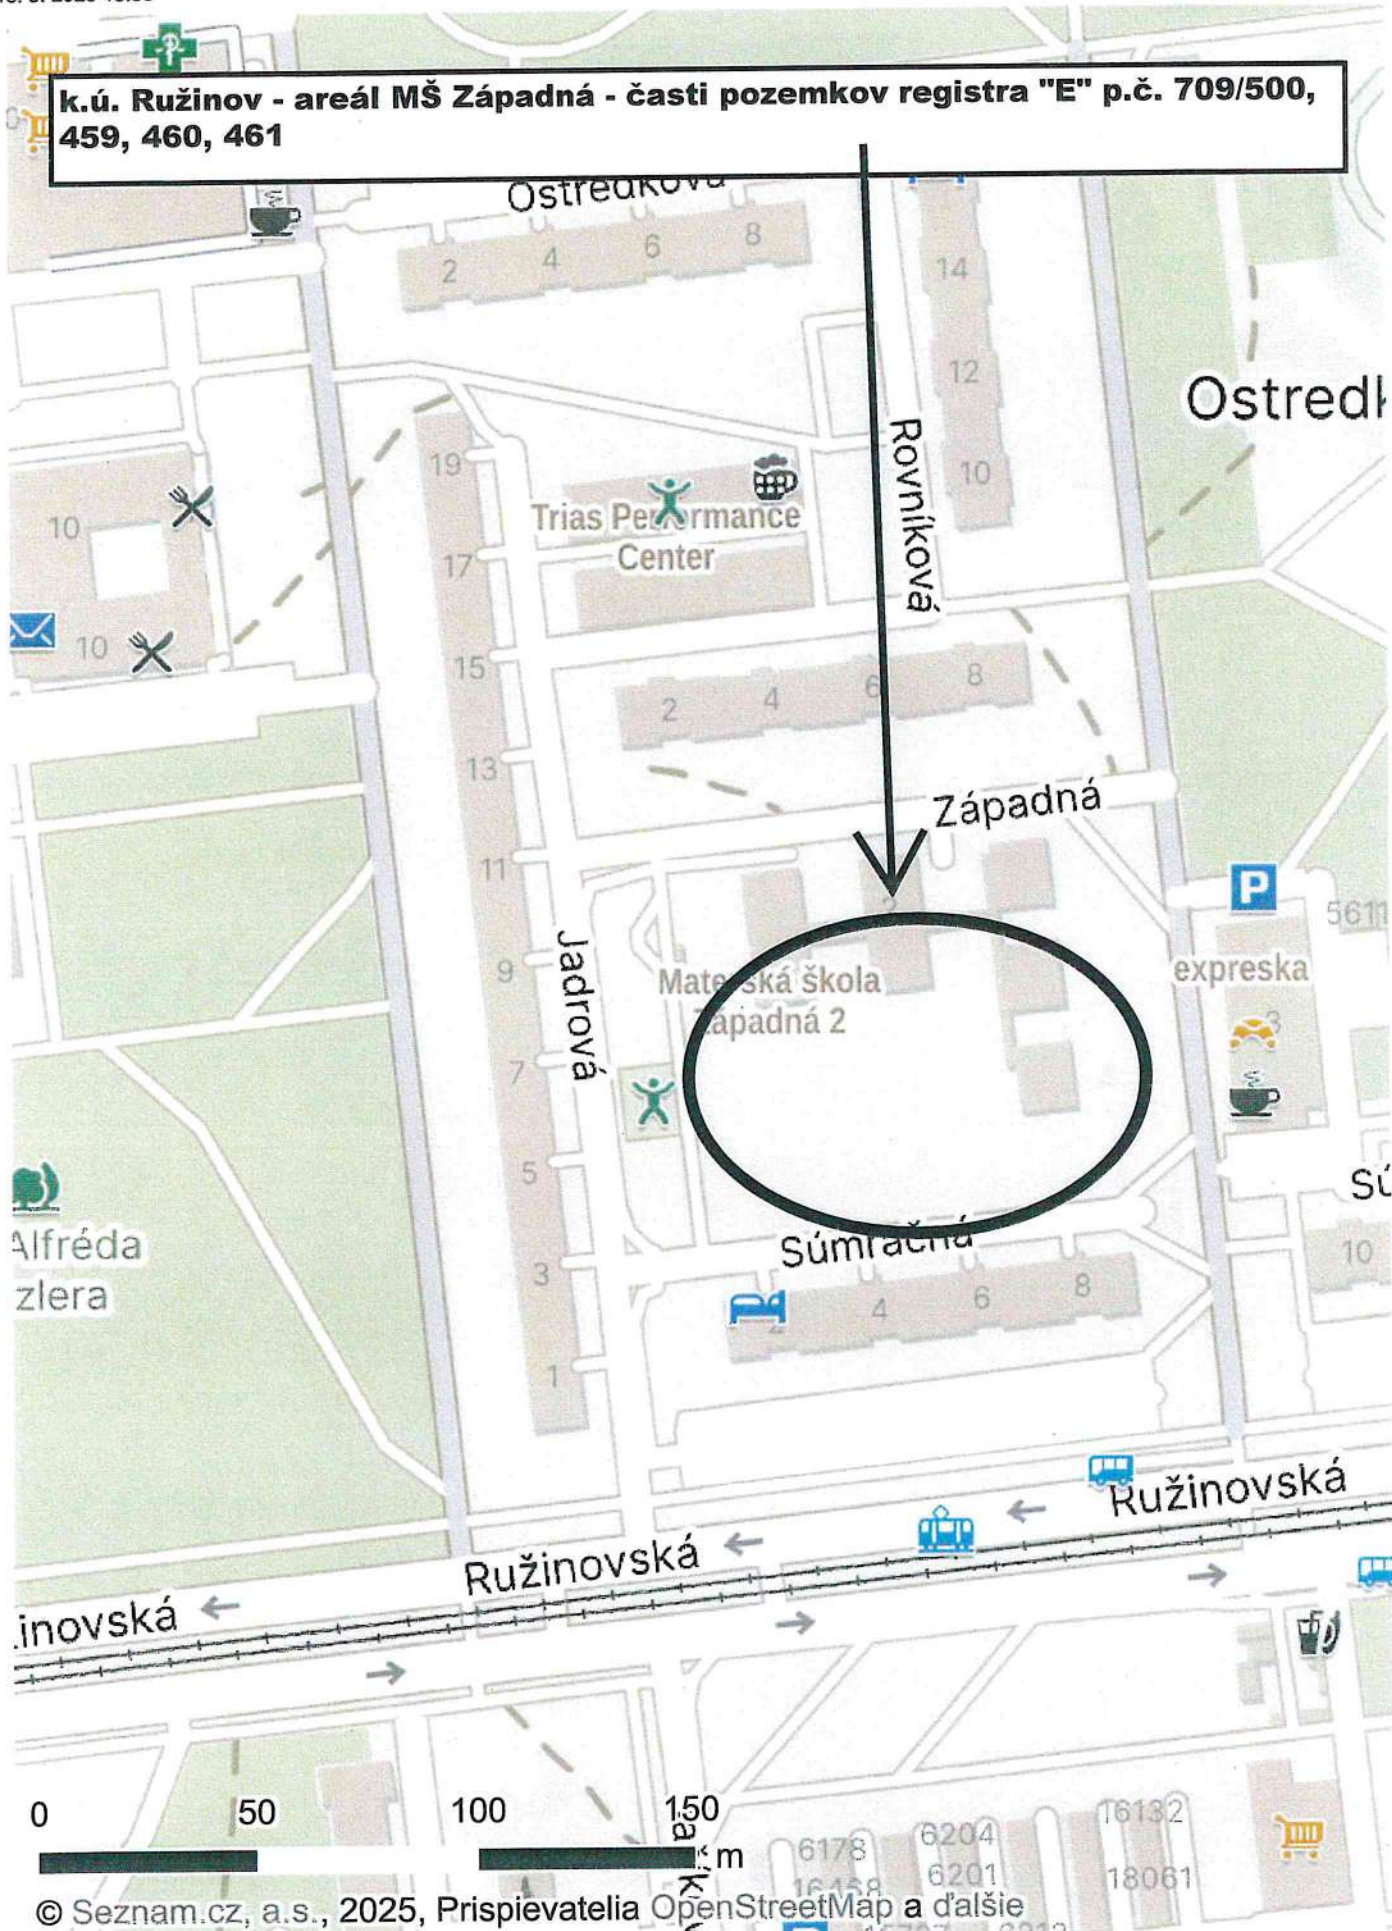 k.ú. Ružinov - areál MŠ Západná - časti pozemkov registra "E" p.č. 709/500,
459, 460, 461
2
4
6
8
14
12
10
Ostredk
Rovníková
19
17
15
13
11
9
7
5
3
1
10
10
Trias Performance
Center
2
4
6
8
Západná
2
Materská škola
Západná 2
Jadrová
5611
expreska
3
Alfréda
zlera
Súmračná
4
6
8
Sú
10
Ružinovská
Ružinovská
inovská
0 50 100 150
m
6178
6204
6201
16132
18061
© Seznam.cz, a.s., 2025, Prispievatelia OpenStreetMap a ďalšie